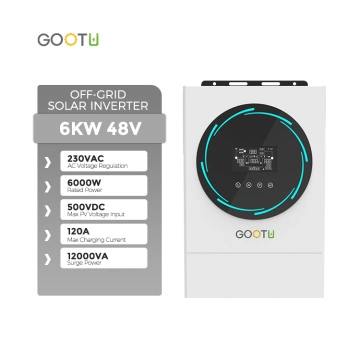 GOOTU
OFF-GRID
SOLAR INVERTER
6KW 48V
230VAC
AC Voltage Regulation
6000W
Rated Power
500VDC
Max PV Voltage Input
120A
Max Charging Current
12000VA
Surge Power
GOOTU